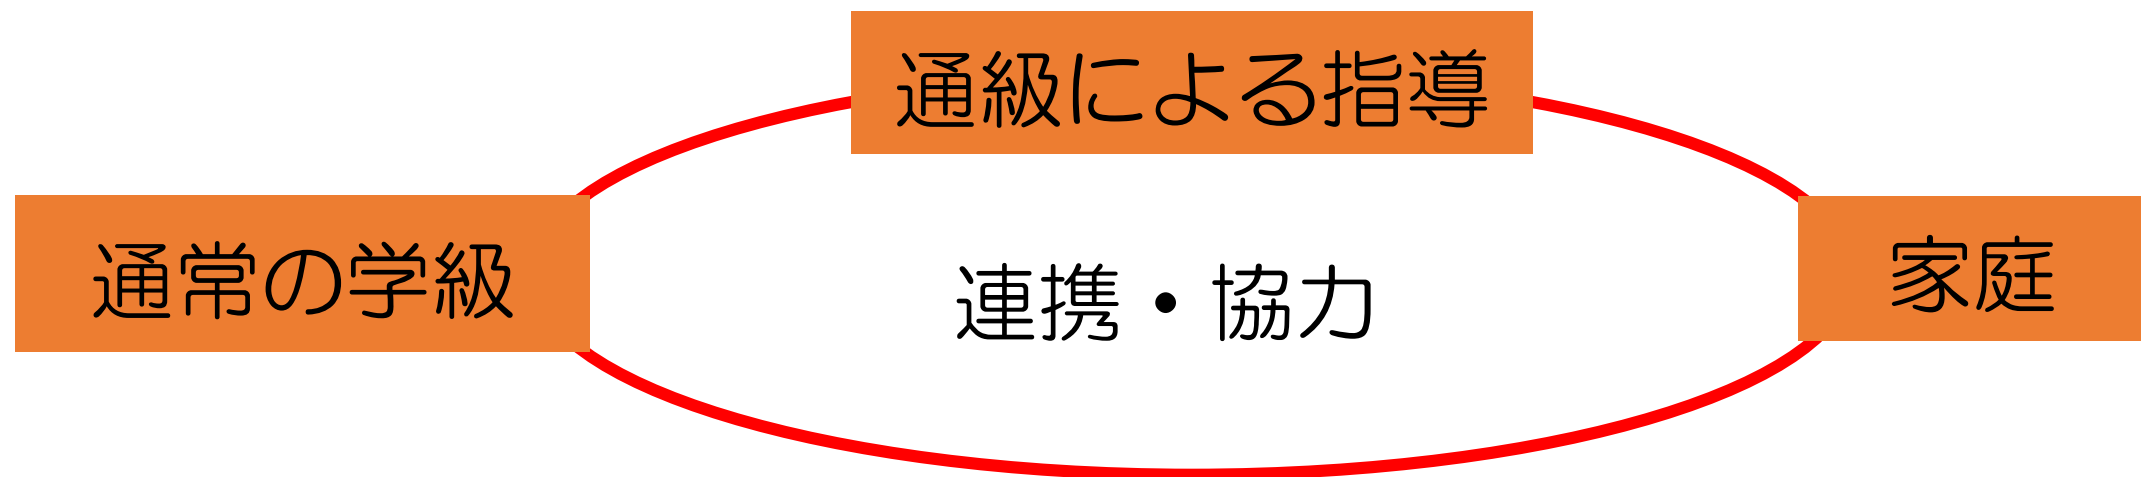 通級による指導
通常の学級
連携・協力
家庭